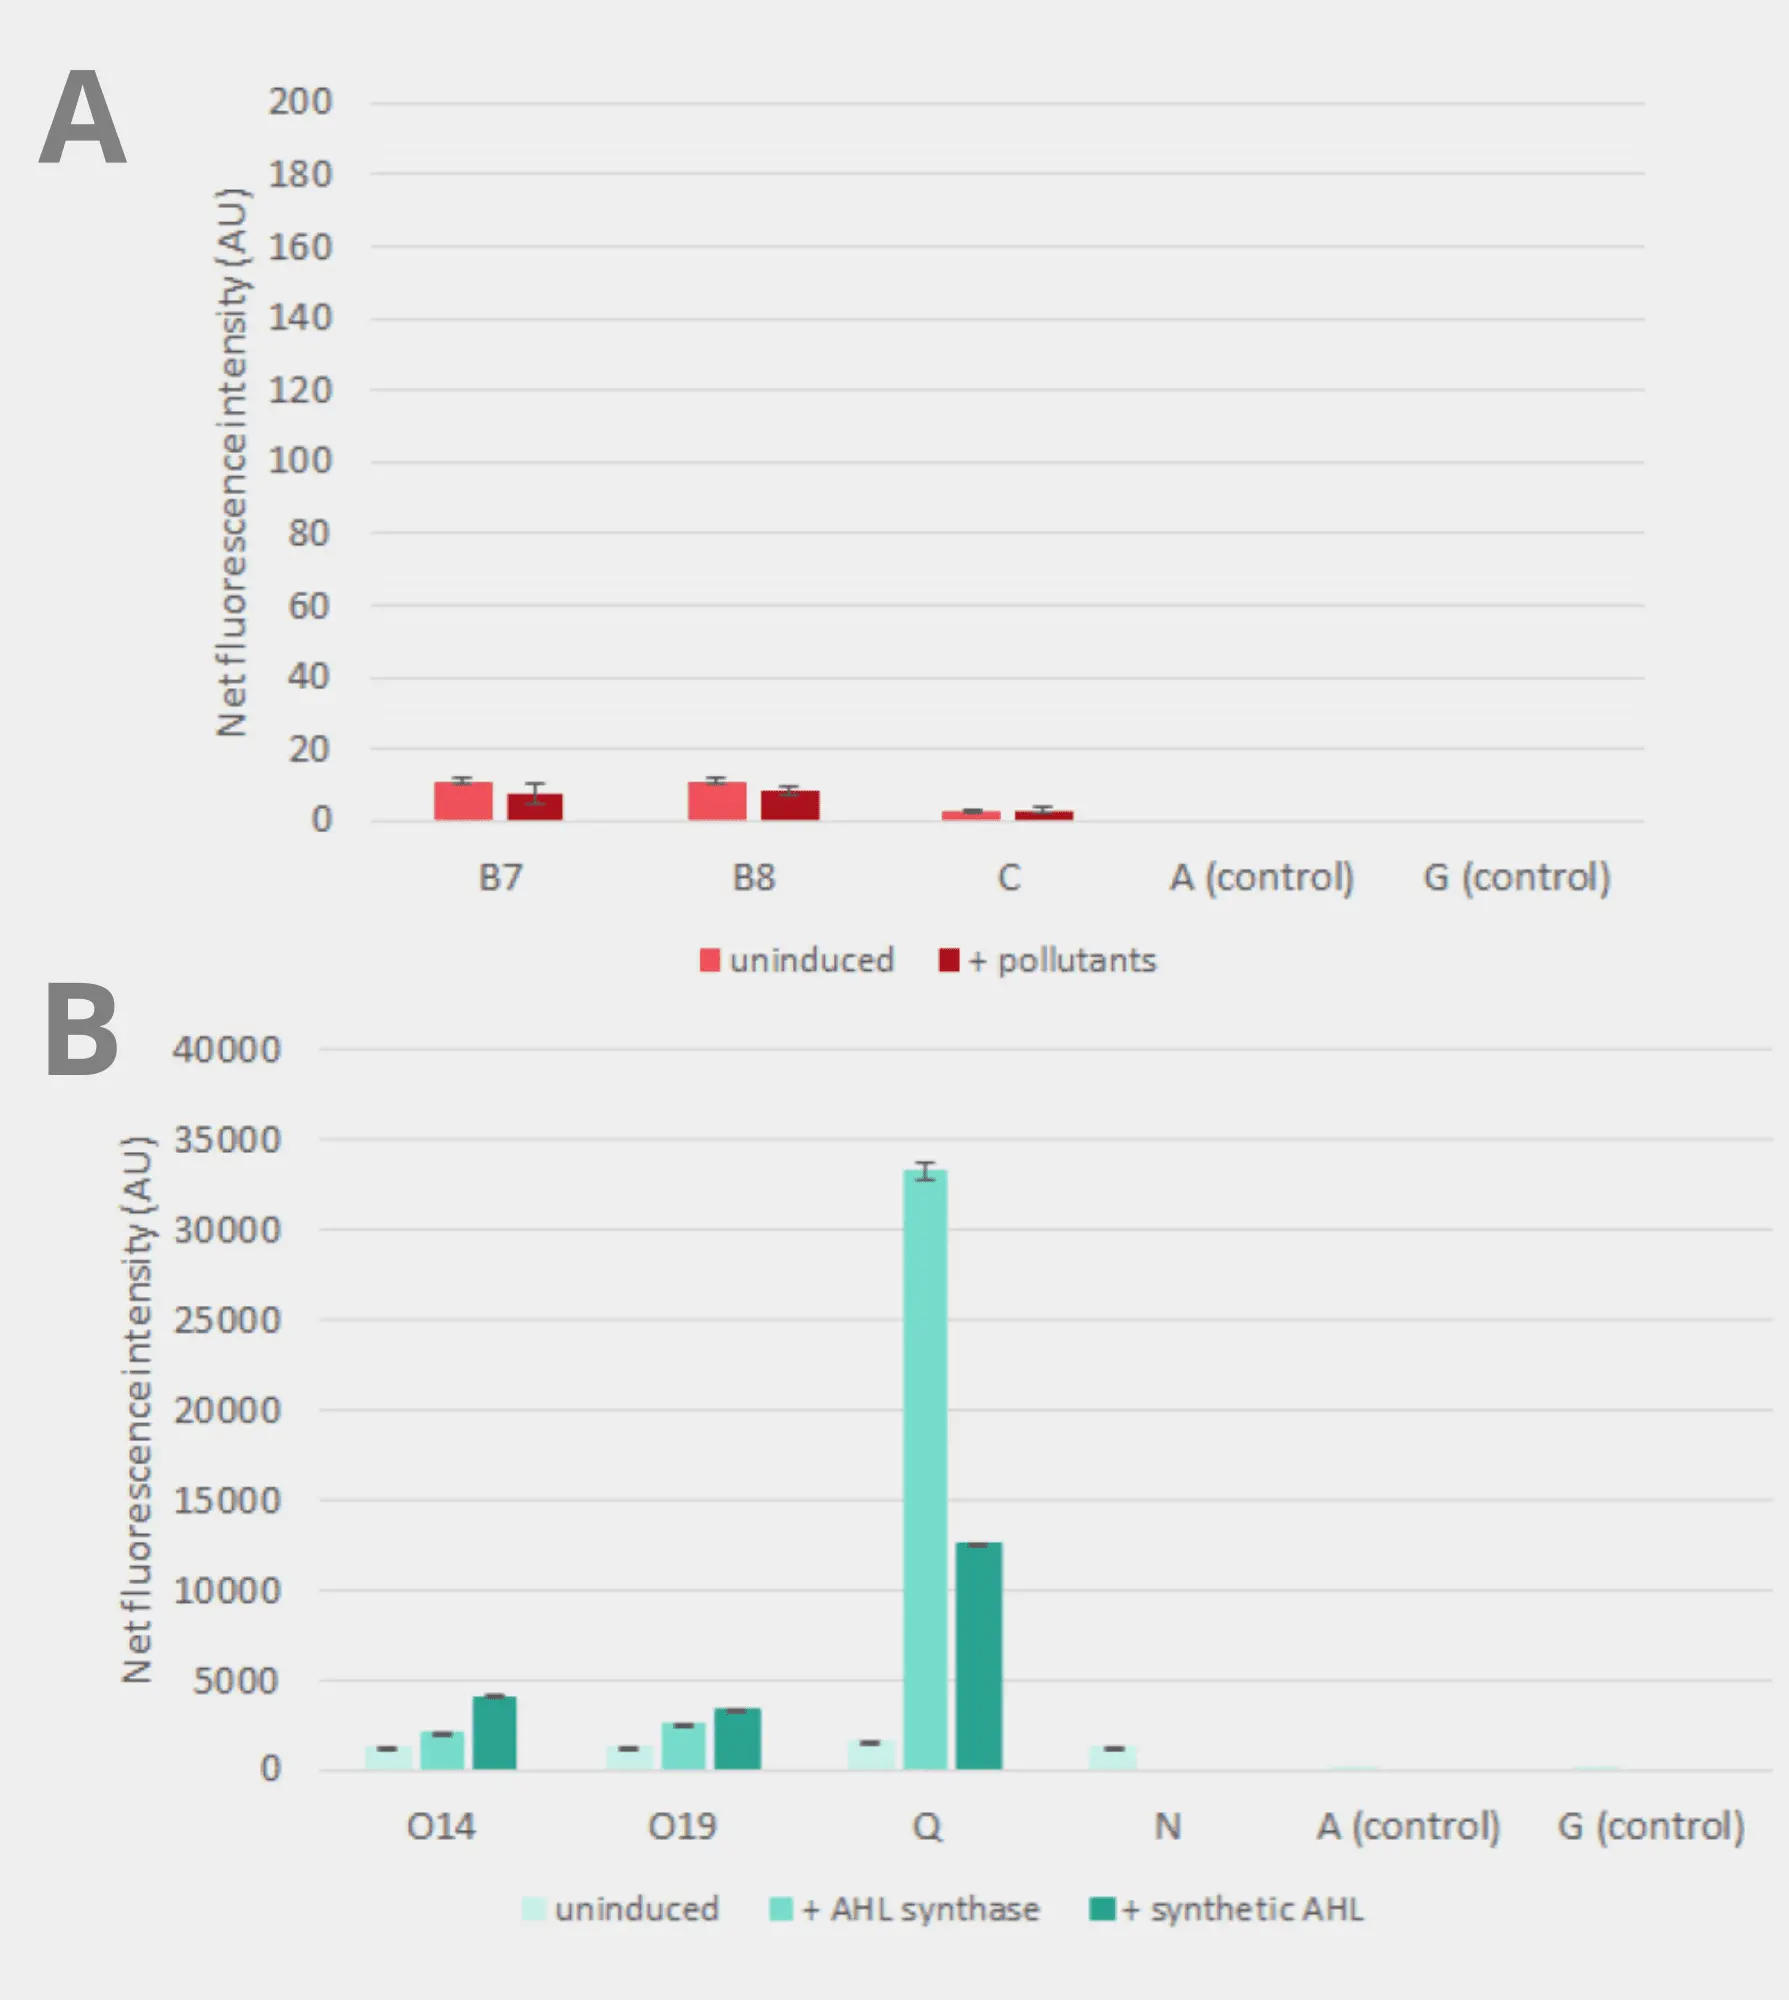 A
Net fluorescence intensity (AU)
200
180
160
140
120
100
80
60
40
20
0
B7 B8 C A (control) G (control)
uninduced + pollutants
B
Net fluorescence intensity (AU)
40000
35000
30000
25000
20000
15000
10000
5000
0
O14 O19 Q N A (control) G (control)
uninduced + AHL synthase + synthetic AHL